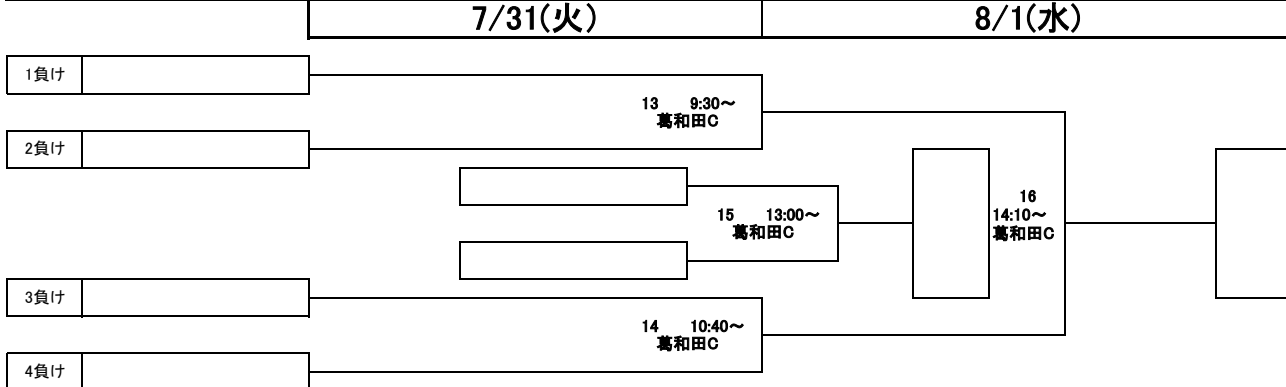 7/31(火)
8/1(水)
1負け
13 9:30～
葛和田C
2負け
16
14:10～
葛和田C
15 13:00～
葛和田C
3負け
14 10:40～
葛和田C
4負け